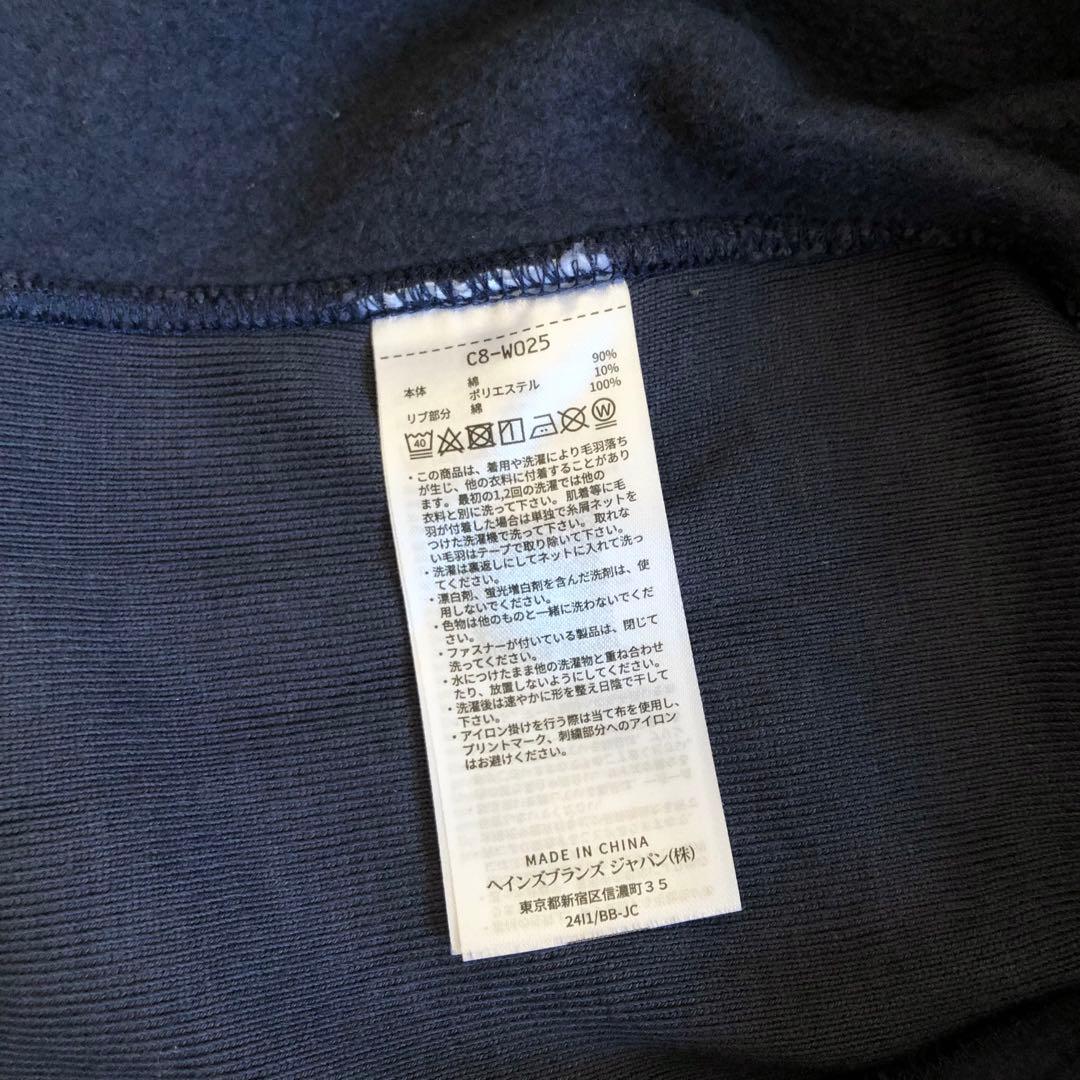 C8-W025
本体 綿 90%
ポリエステル 10%
リブ部分 綿 100%
40 W
・この商品は、着用や洗濯により毛羽落ち
が生じ、他の衣料に付着することがあり
ます。最初の1,2回の洗濯では他の
衣料と別に洗って下さい。肌着等に毛
羽が付着した場合は単独で糸屑ネットを
つけた洗濯機で洗って下さい。取れな
い毛羽はテープで取り除いて下さい。
・洗濯は裏返しにしてネットに入れて洗っ
てください。
・漂白剤、蛍光増白剤を含んだ洗剤は、使
用しないでください。
・色物は他のものと一緒に洗わないでくだ
さい。
・ファスナーが付いている製品は、閉じて
洗ってください。
・水につけたまま他の洗濯物と重ね合わせ
たり、放置しないようにしてください。
・洗濯後は速やかに形を整え日陰で干して
下さい。
・アイロン掛けを行う際は当て布を使用し、
プリントマーク、刺繍部分へのアイロン
はお避けください。
MADE IN CHINA
ヘインズブランズ ジャパン(株)
東京都新宿区信濃町35
24I1/BB-JC